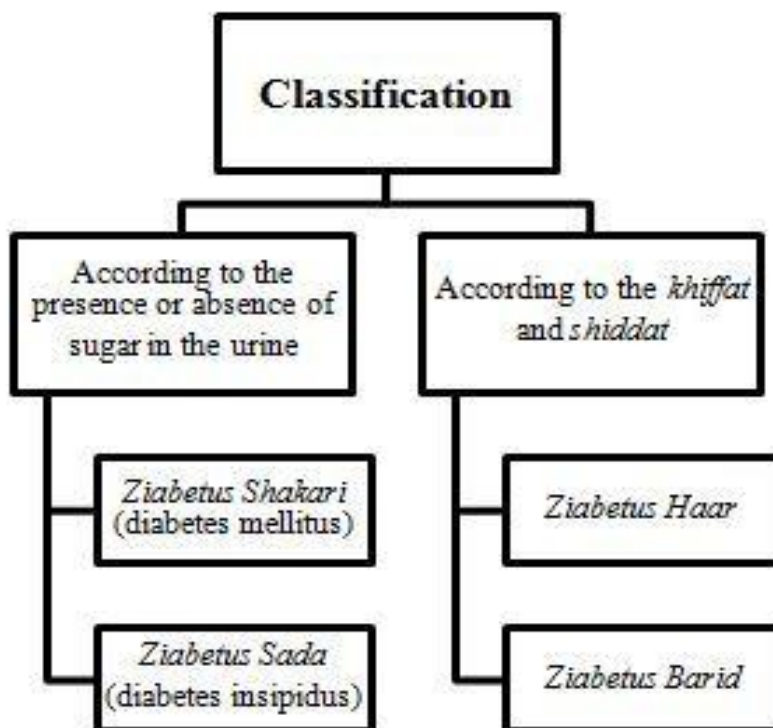 Classification
According to the
presence or absence of
sugar in the urine
According to the khiffat
and shiddat
Ziabetus Shakari
(diabetes mellitus)
Ziabetus Haar
Ziabetus Sada
(diabetes insipidus)
Ziabetus Barid